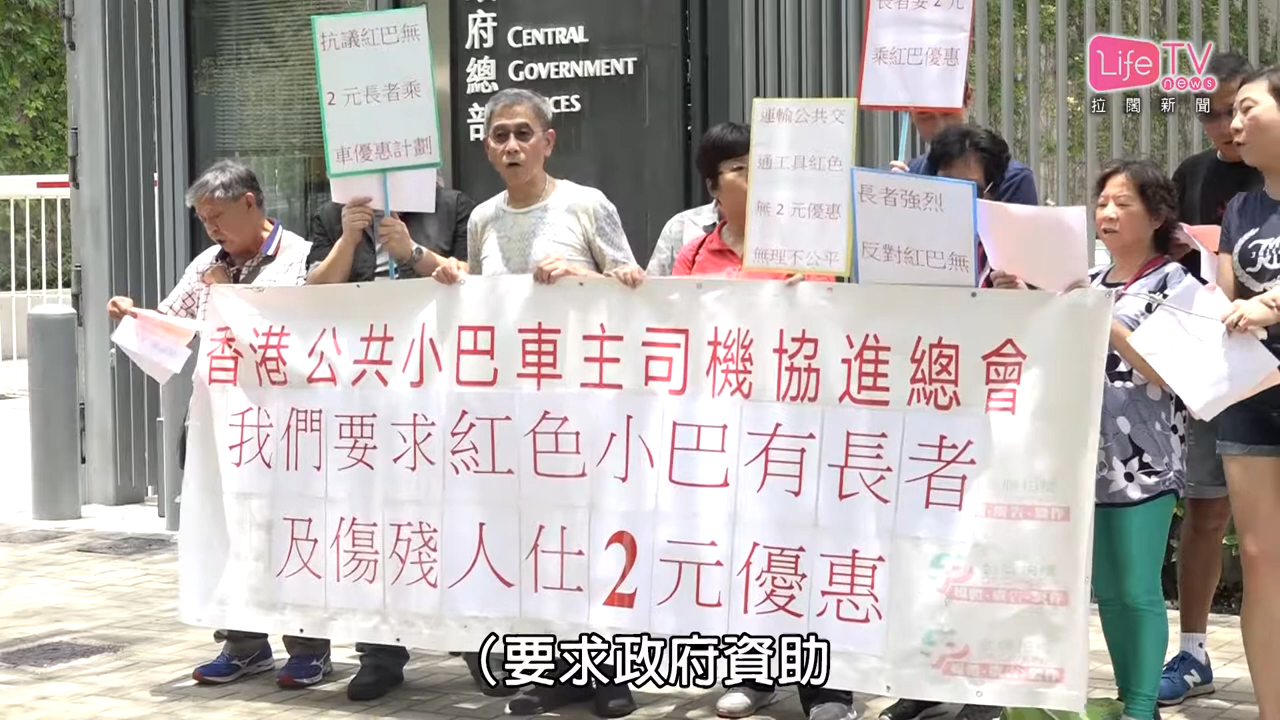 抗議紅巴無
2元長者乘
車優惠計劃
府總部
CENTRAL
GOVERNMENT
長者要2元
乘紅巴優惠
運輸公共交
通工具紅色
無2元優惠
無理不公平
長者強烈
反對紅巴無
Life TV
news
拉闊新聞
香港公共小巴車主司機協進總會
我們要求紅色小巴有長者
及傷殘人仕2元優惠
(要求政府資助